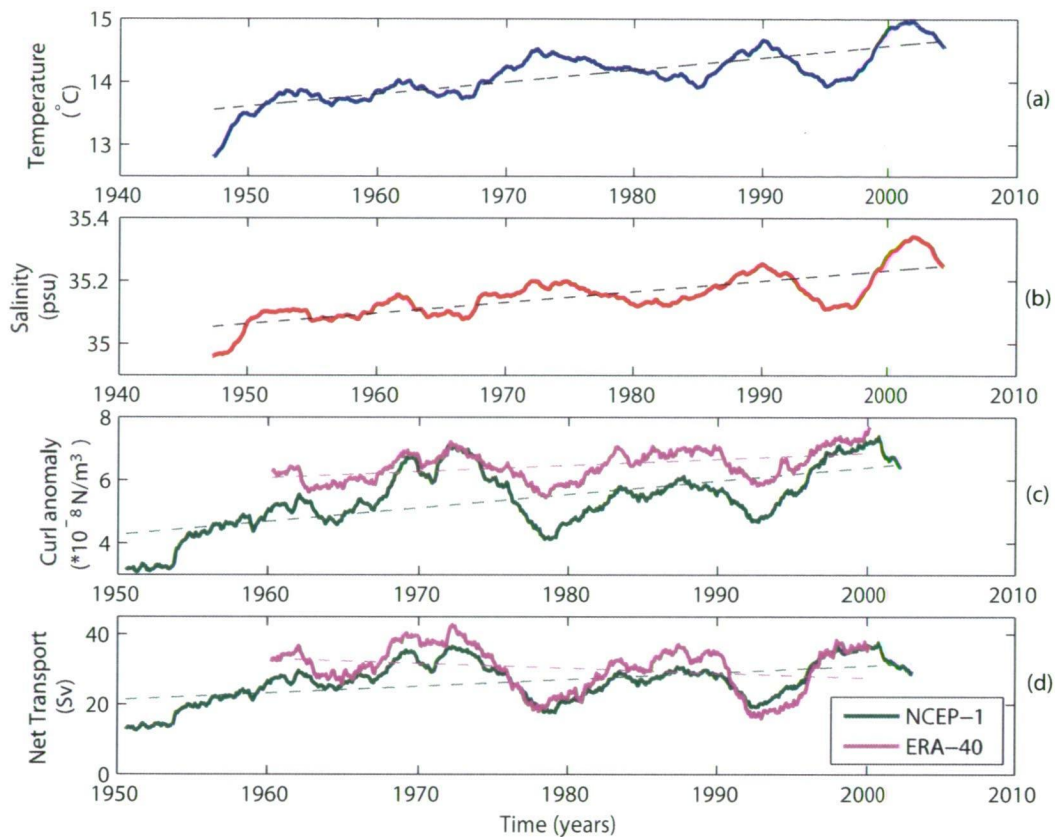 Temperature
(°C)
15
14
13
1940 1950 1960 1970 1980 1990 2000 2010
(a)
Salinity
(psu)
35.4
35.2
35
1940 1950 1960 1970 1980 1990 2000 2010
(b)
Curl anomaly
(*10⁻⁸ N/m³)
8
6
4
1950 1960 1970 1980 1990 2000 2010
(c)
Net Transport
(Sv)
40
20
0
1950 1960 1970 1980 1990 2000 2010
(d)
NCEP-1
ERA-40
Time (years)